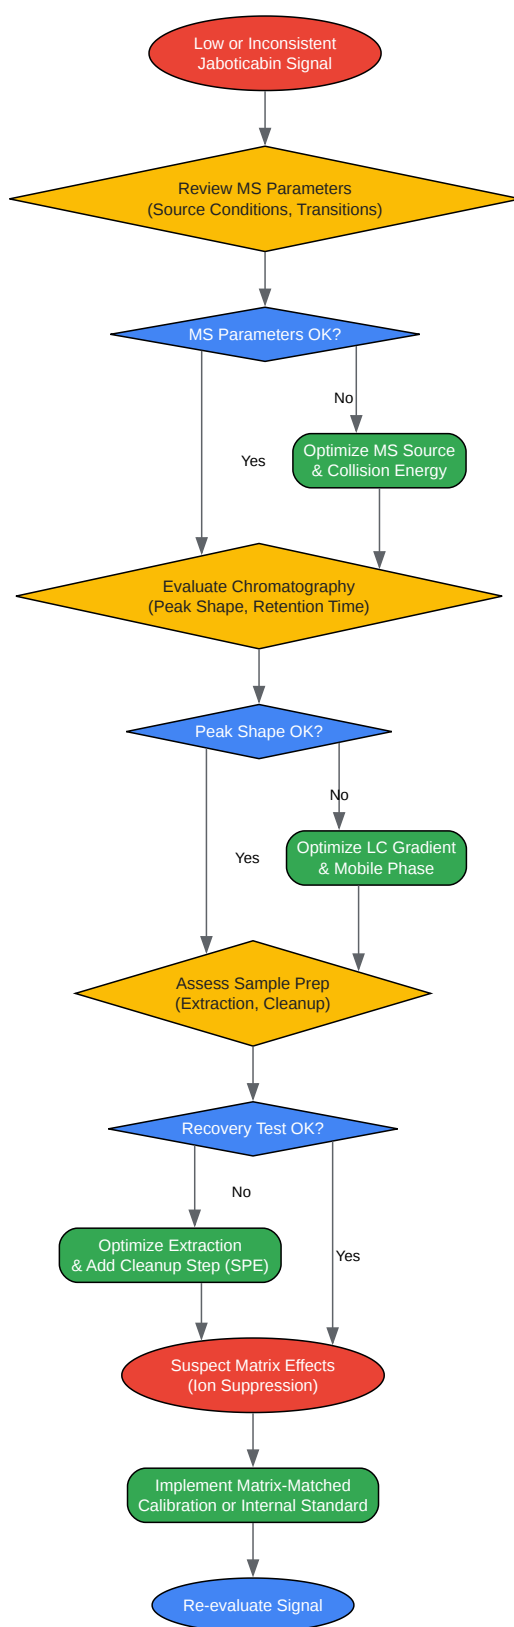 Low or Inconsistent
Jaboticabin Signal
Review MS Parameters
(Source Conditions, Transitions)
MS Parameters OK?
No
Yes
Optimize MS Source
& Collision Energy
Evaluate Chromatography
(Peak Shape, Retention Time)
Peak Shape OK?
No
Yes
Optimize LC Gradient
& Mobile Phase
Assess Sample Prep
(Extraction, Cleanup)
Recovery Test OK?
No
Yes
Optimize Extraction
& Add Cleanup Step (SPE)
Suspect Matrix Effects
(Ion Suppression)
Implement Matrix-Matched
Calibration or Internal Standard
Re-evaluate Signal